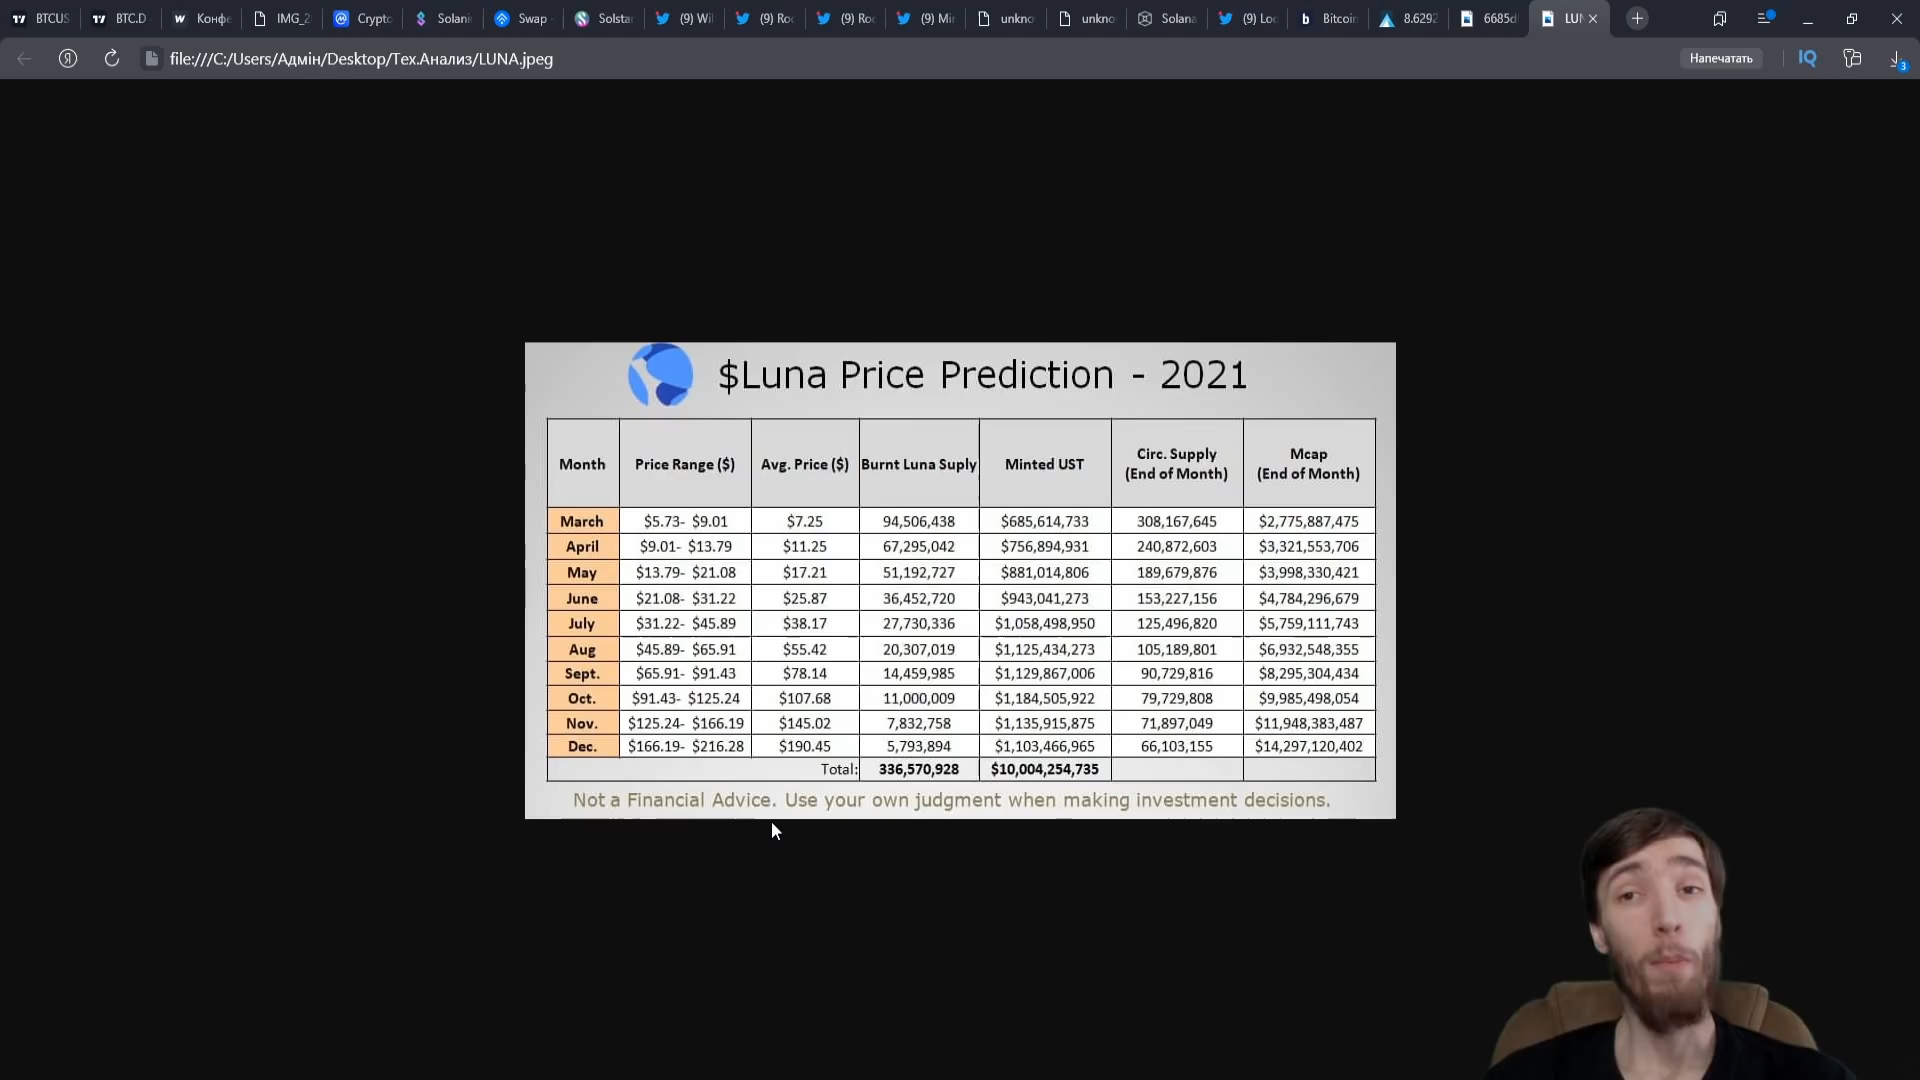 BTCUS
BTC.D
Конфе
IMG_2
Crypto
Solani
Swap -
Solsta
(9) Wi
(9) Ro
(9) Ro
(9) Mi
unkno
unkno
Solana
(9) Lo
Bitcoin
8.6292
6685d
LUN
file:///C:/Users/Адмін/Desktop/Тех.Анализ/LUNA.jpeg
Напечатать
IQ
3
$Luna Price Prediction - 2021
Month Price Range ($) Avg. Price ($) Burnt Luna Suply Minted UST Circ. Supply (End of Month) Mcap (End of Month)
March $5.73- $9.01 $7.25 94,506,438 $685,614,733 308,167,645 $2,775,887,475
April $9.01- $13.79 $11.25 67,295,042 $756,894,931 240,872,603 $3,321,553,706
May $13.79- $21.08 $17.21 51,192,727 $881,014,806 189,679,876 $3,998,330,421
June $21.08- $31.22 $25.87 36,452,720 $943,041,273 153,227,156 $4,784,296,679
July $31.22- $45.89 $38.17 27,730,336 $1,058,498,950 125,496,820 $5,759,111,743
Aug $45.89- $65.91 $55.42 20,307,019 $1,125,434,273 105,189,801 $6,932,548,355
Sept. $65.91- $91.43 $78.14 14,459,985 $1,129,867,006 90,729,816 $8,295,304,434
Oct. $91.43- $125.24 $107.68 11,000,009 $1,184,505,922 79,729,808 $9,985,498,054
Nov. $125.24- $166.19 $145.02 7,832,758 $1,135,915,875 71,897,049 $11,948,383,487
Dec. $166.19- $216.28 $190.45 5,793,894 $1,103,466,965 66,103,155 $14,297,120,402
Total: 336,570,928 $10,004,254,735
Not a Financial Advice. Use your own judgment when making investment decisions.